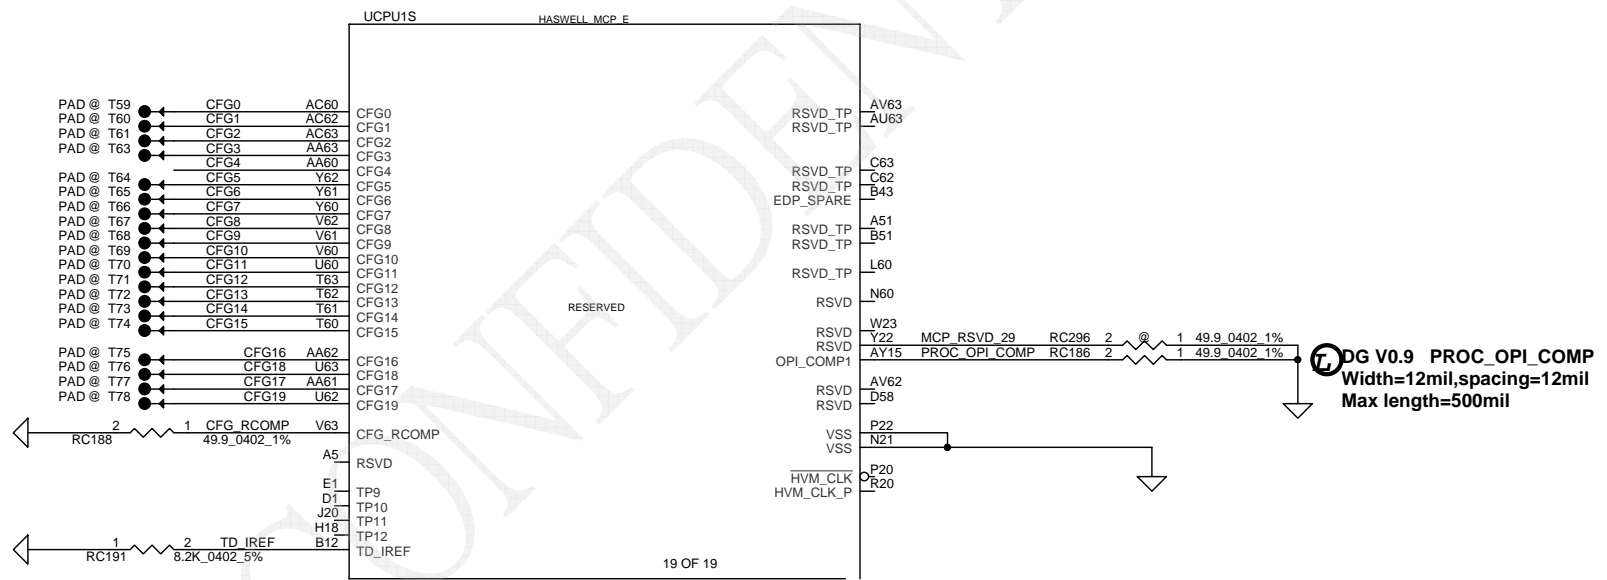 UCPU1S HASWELL_MCP_E
PAD @ T59 CFG0 AC60 CFG0 RSVD_TP AV63
PAD @ T60 CFG1 AC62 CFG1 RSVD_TP AU63
PAD @ T61 CFG2 AC63 CFG2
PAD @ T63 CFG3 AA63 CFG3
CFG4 AA60 CFG4 RSVD_TP C63
PAD @ T64 CFG5 Y62 CFG5 RSVD_TP C62
PAD @ T65 CFG6 Y61 CFG6 EDP_SPARE B43
PAD @ T66 CFG7 Y60 CFG7
PAD @ T67 CFG8 V62 CFG8 RSVD_TP A51
PAD @ T68 CFG9 V61 CFG9 RSVD_TP B51
PAD @ T69 CFG10 V60 CFG10
PAD @ T70 CFG11 U60 CFG11 RSVD_TP L60
PAD @ T71 CFG12 T63 CFG12
PAD @ T72 CFG13 T62 CFG13 RSVD N60
PAD @ T73 CFG14 T61 CFG14 RESERVED
PAD @ T74 CFG15 T60 CFG15 RSVD W23
RSVD Y22 MCP_RSVD_29 RC296 2 @ 1 49.9_0402_1%
PAD @ T75 CFG16 AA62 CFG16 OPI_COMP1 AY15 PROC_OPI_COMP RC186 2 1 49.9_0402_1%
DG V0.9 PROC_OPI_COMP
Width=12mil,spacing=12mil
Max length=500mil
PAD @ T76 CFG18 U63 CFG18
PAD @ T77 CFG17 AA61 CFG17 RSVD AV62
PAD @ T78 CFG19 U62 CFG19 RSVD D58
2 1 CFG_RCOMP V63 CFG_RCOMP VSS P22
RC188 49.9_0402_1% VSS N21
A5 RSVD
HVM_CLK P20
E1 TP9 HVM_CLK_P R20
D1 TP10
J20 TP11
H18 TP12
1 2 TD_IREF B12 TD_IREF
RC191 8.2K_0402_5%
19 OF 19